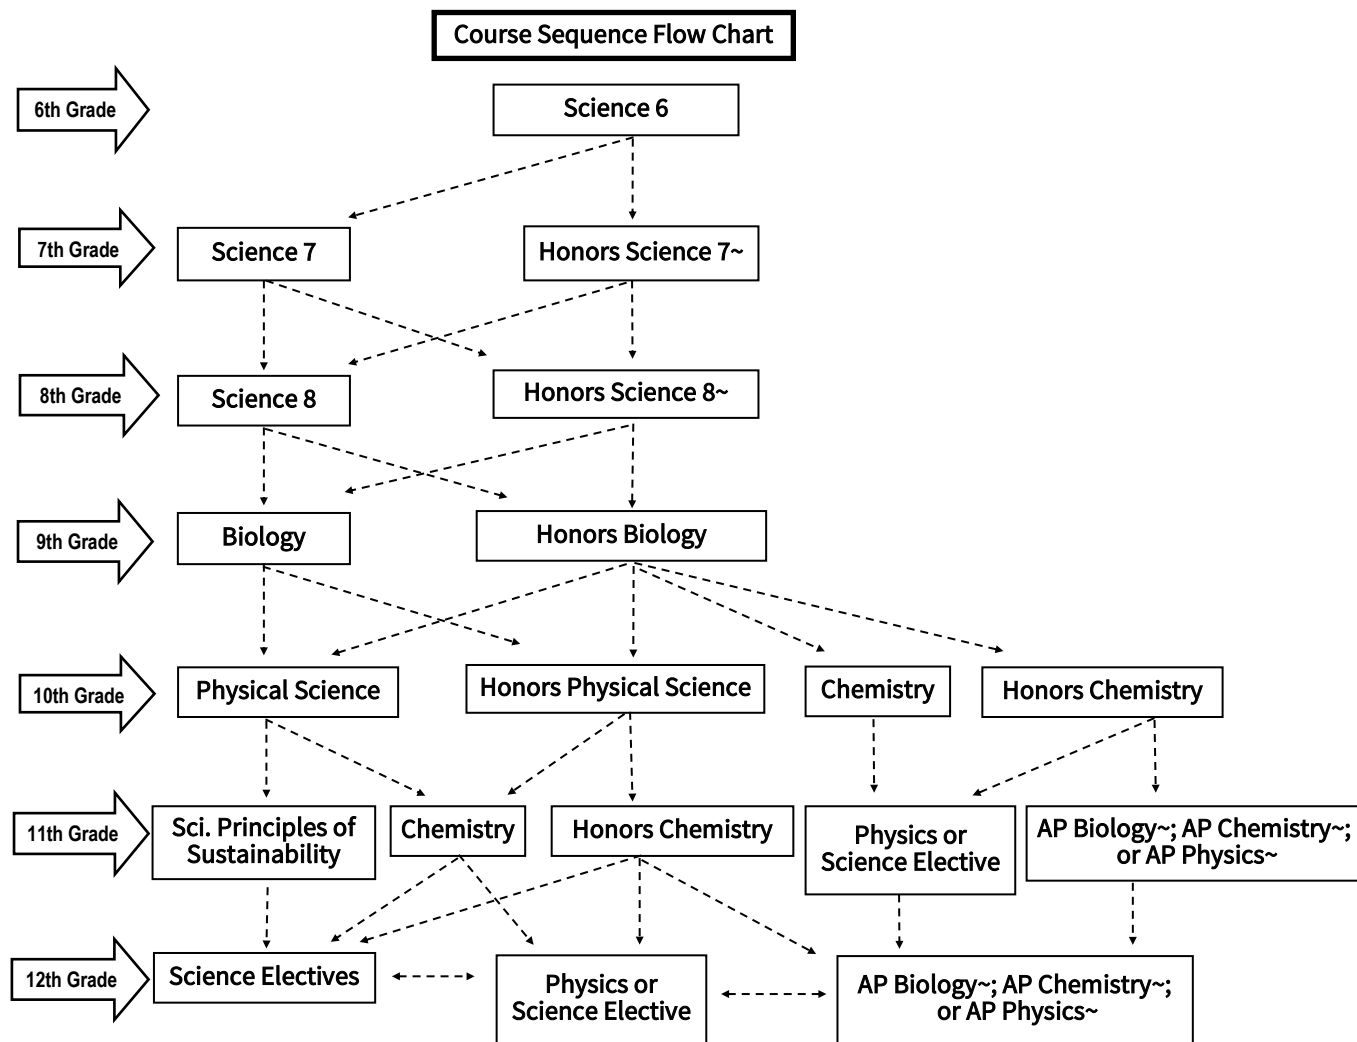 Course Sequence Flow Chart
6th Grade
Science 6
7th Grade
Science 7
Honors Science 7~
8th Grade
Science 8
Honors Science 8~
9th Grade
Biology
Honors Biology
10th Grade
Physical Science
Honors Physical Science
Chemistry
Honors Chemistry
11th Grade
Sci. Principles of
Sustainability
Chemistry
Honors Chemistry
Physics or
Science Elective
AP Biology~; AP Chemistry~;
or AP Physics~
12th Grade
Science Electives
Physics or
Science Elective
AP Biology~; AP Chemistry~;
or AP Physics~